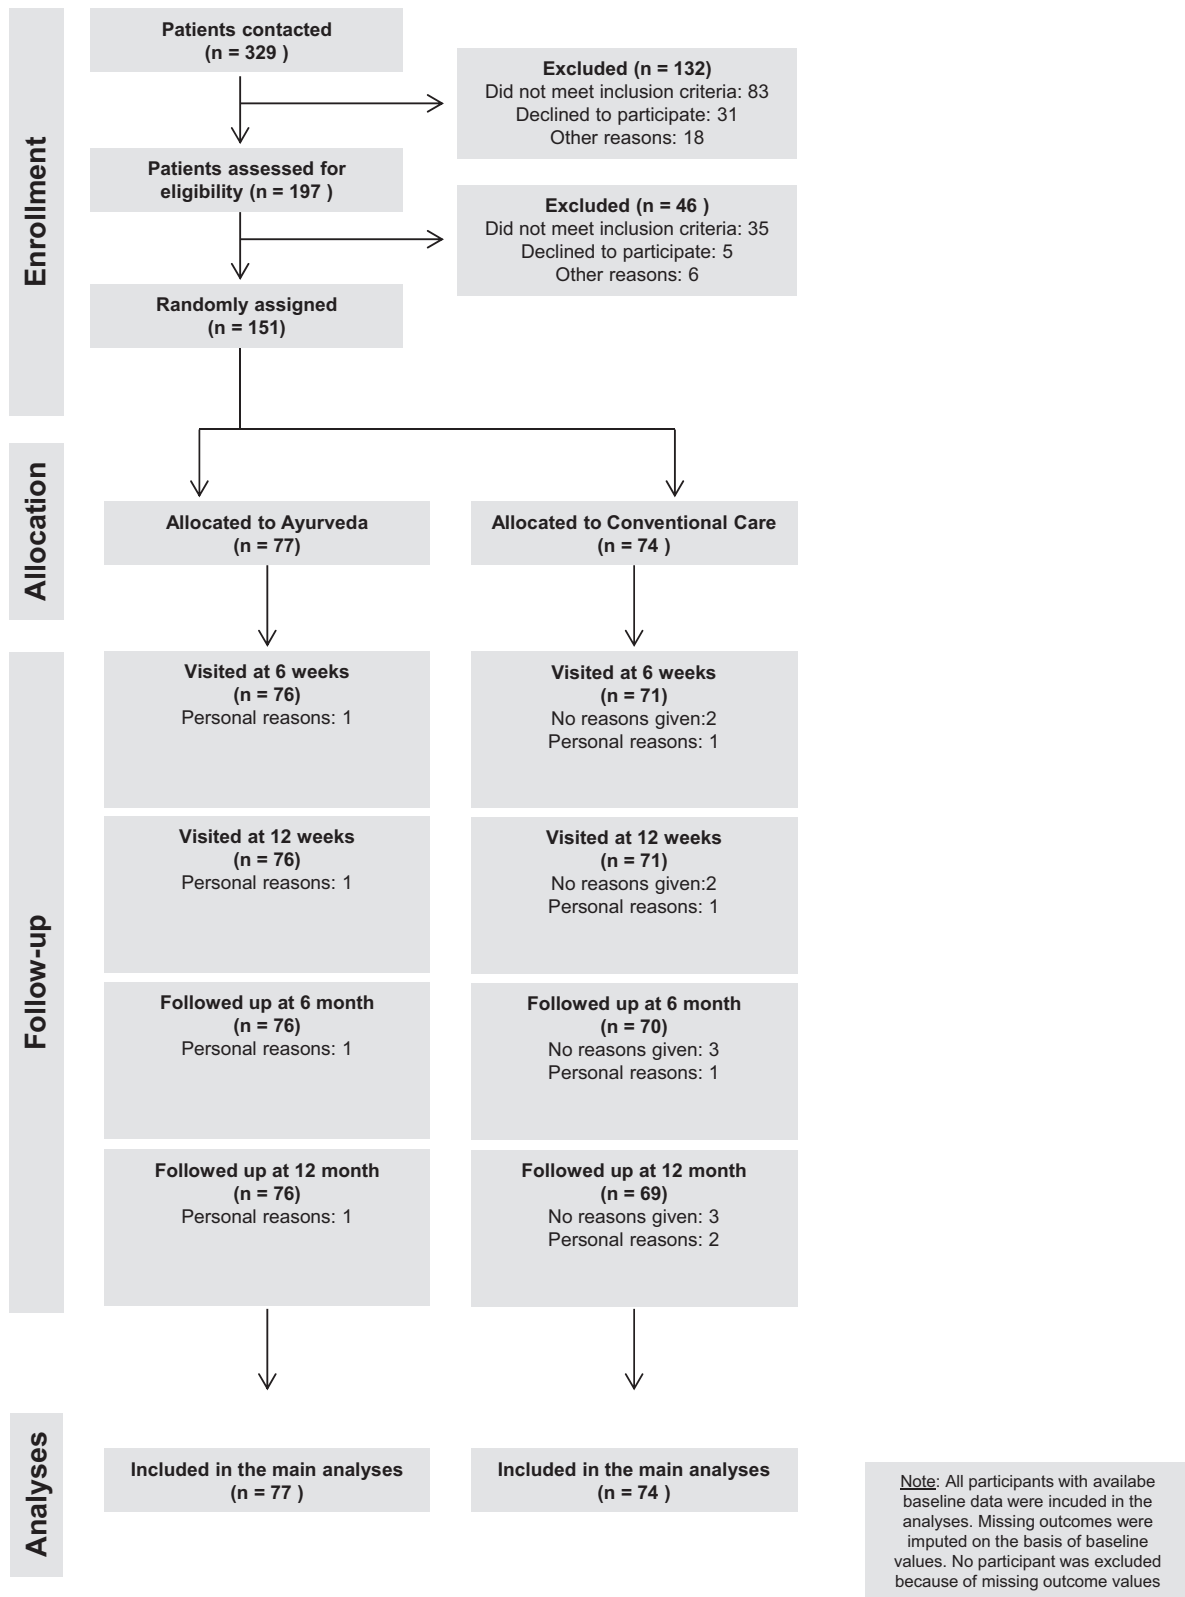 Enrollment
Patients contacted
(n = 329 )
Excluded (n = 132)
Did not meet inclusion criteria: 83
Declined to participate: 31
Other reasons: 18
Patients assessed for
eligibility (n = 197 )
Excluded (n = 46 )
Did not meet inclusion criteria: 35
Declined to participate: 5
Other reasons: 6
Randomly assigned
(n = 151)
Allocation
Allocated to Ayurveda
(n = 77)
Allocated to Conventional Care
(n = 74 )
Follow-up
Visited at 6 weeks
(n = 76)
Personal reasons: 1
Visited at 6 weeks
(n = 71)
No reasons given:2
Personal reasons: 1
Visited at 12 weeks
(n = 76)
Personal reasons: 1
Visited at 12 weeks
(n = 71)
No reasons given:2
Personal reasons: 1
Followed up at 6 month
(n = 76)
Personal reasons: 1
Followed up at 6 month
(n = 70)
No reasons given: 3
Personal reasons: 1
Followed up at 12 month
(n = 76)
Personal reasons: 1
Followed up at 12 month
(n = 69)
No reasons given: 3
Personal reasons: 2
Analyses
Included in the main analyses
(n = 77 )
Included in the main analyses
(n = 74 )
Note: All participants with availabe
baseline data were incuded in the
analyses. Missing outcomes were
imputed on the basis of baseline
values. No participant was excluded
because of missing outcome values